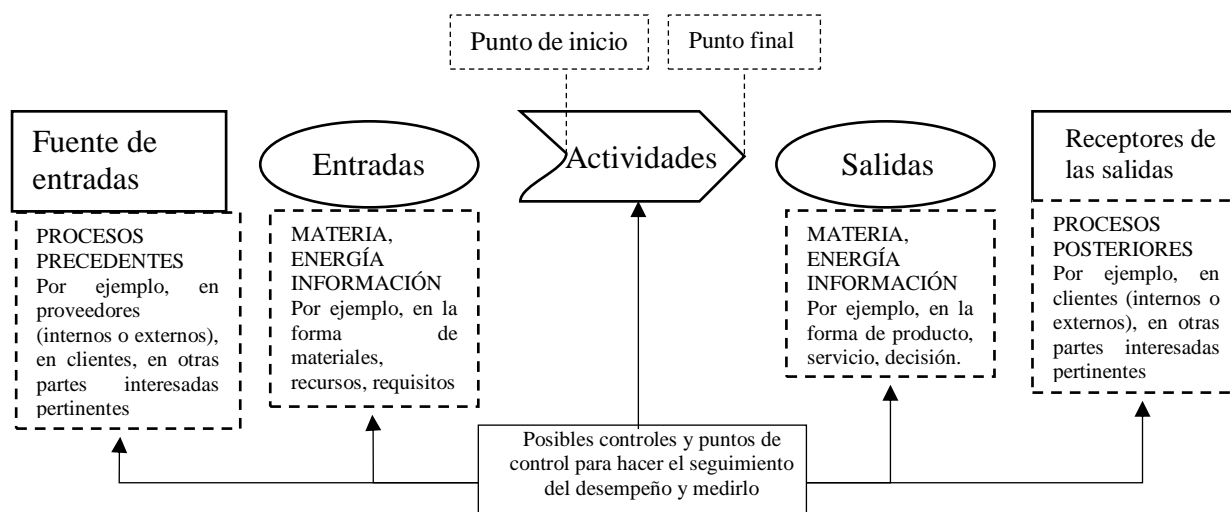 Punto de inicio
Punto final
Fuente de
entradas
Entradas
Actividades
Salidas
Receptores de
las salidas
PROCESOS
PRECEDENTES
Por ejemplo, en
proveedores
(internos o externos),
en clientes, en otras
partes interesadas
pertinentes
MATERIA,
ENERGÍA
INFORMACIÓN
Por ejemplo, en la
forma de
materiales,
recursos, requisitos
MATERIA,
ENERGÍA
INFORMACIÓN
Por ejemplo, en la
forma de producto,
servicio, decisión.
PROCESOS
POSTERIORES
Por ejemplo, en
clientes (internos o
externos), en otras
partes interesadas
pertinentes
Posibles controles y puntos de
control para hacer el seguimiento
del desempeño y medirlo